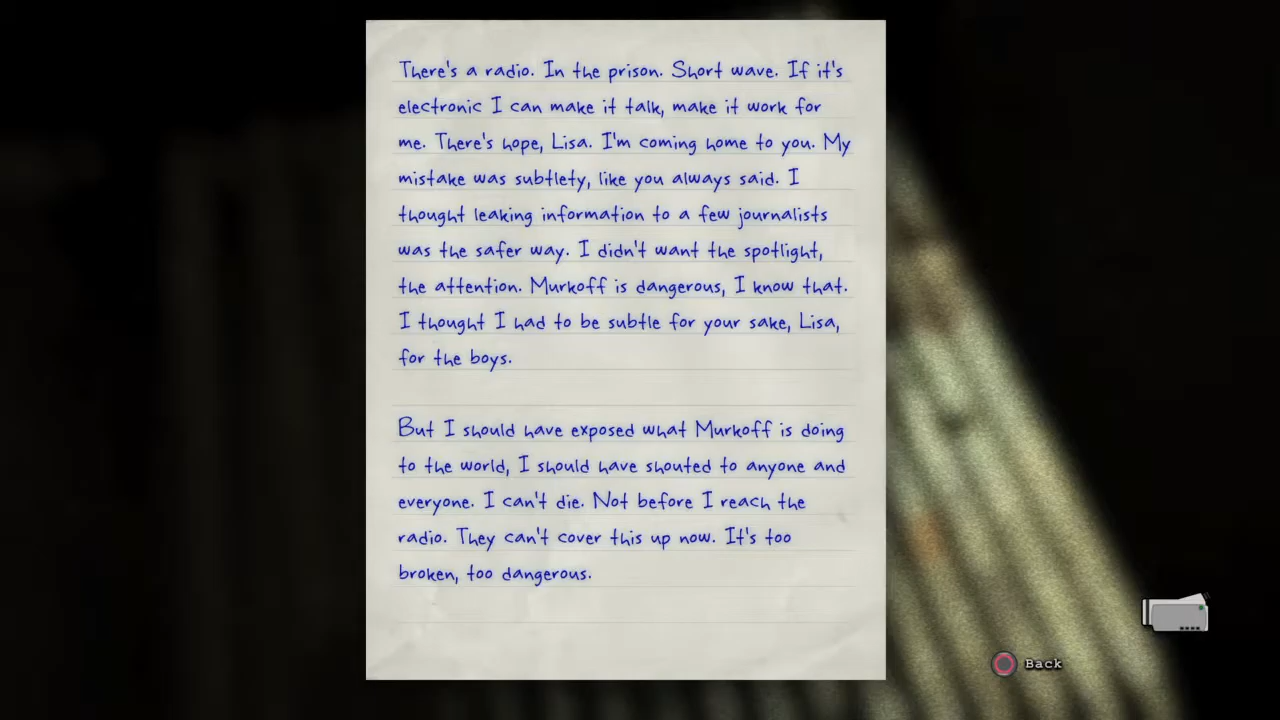 There's a radio. In the prison. Short wave. If it's
electronic I can make it talk, make it work for
me. There's hope, Lisa. I'm coming home to you. My
mistake was subtlety, like you always said. I
thought leaking information to a few journalists
was the safer way. I didn't want the spotlight,
the attention. Murkoff is dangerous, I know that.
I thought I had to be subtle for your sake, Lisa,
for the boys.
But I should have exposed what Murkoff is doing
to the world, I should have shouted to anyone and
everyone. I can't die. Not before I reach the
radio. They can't cover this up now. It's too
broken, too dangerous.
Back